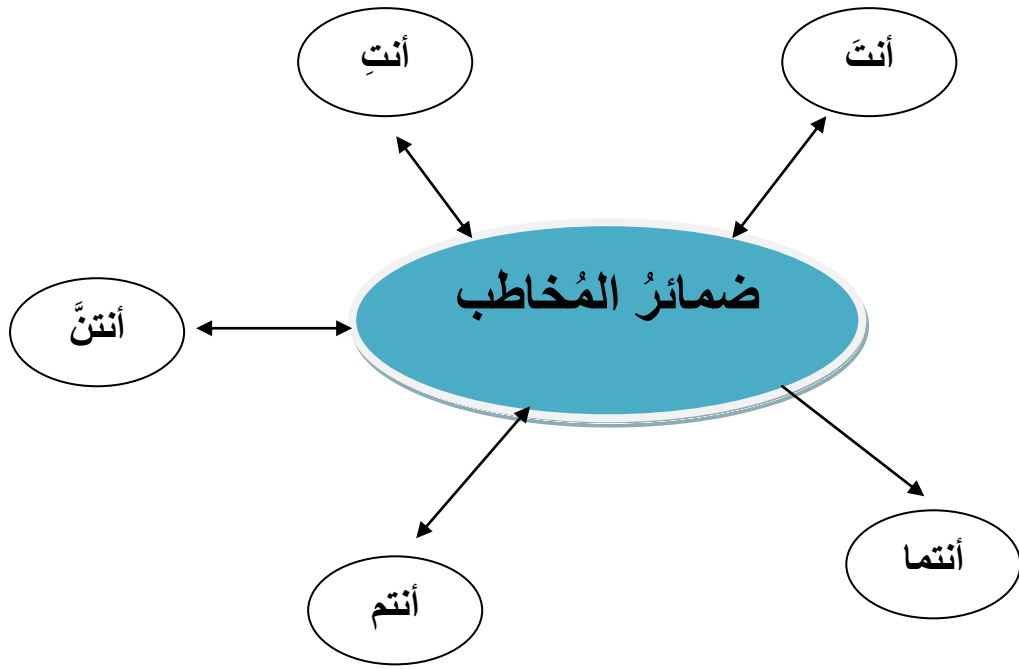 أنتَ
أنتِ
ضمائرُ المُخاطب
أنتنَّ
أنتما
أنتم